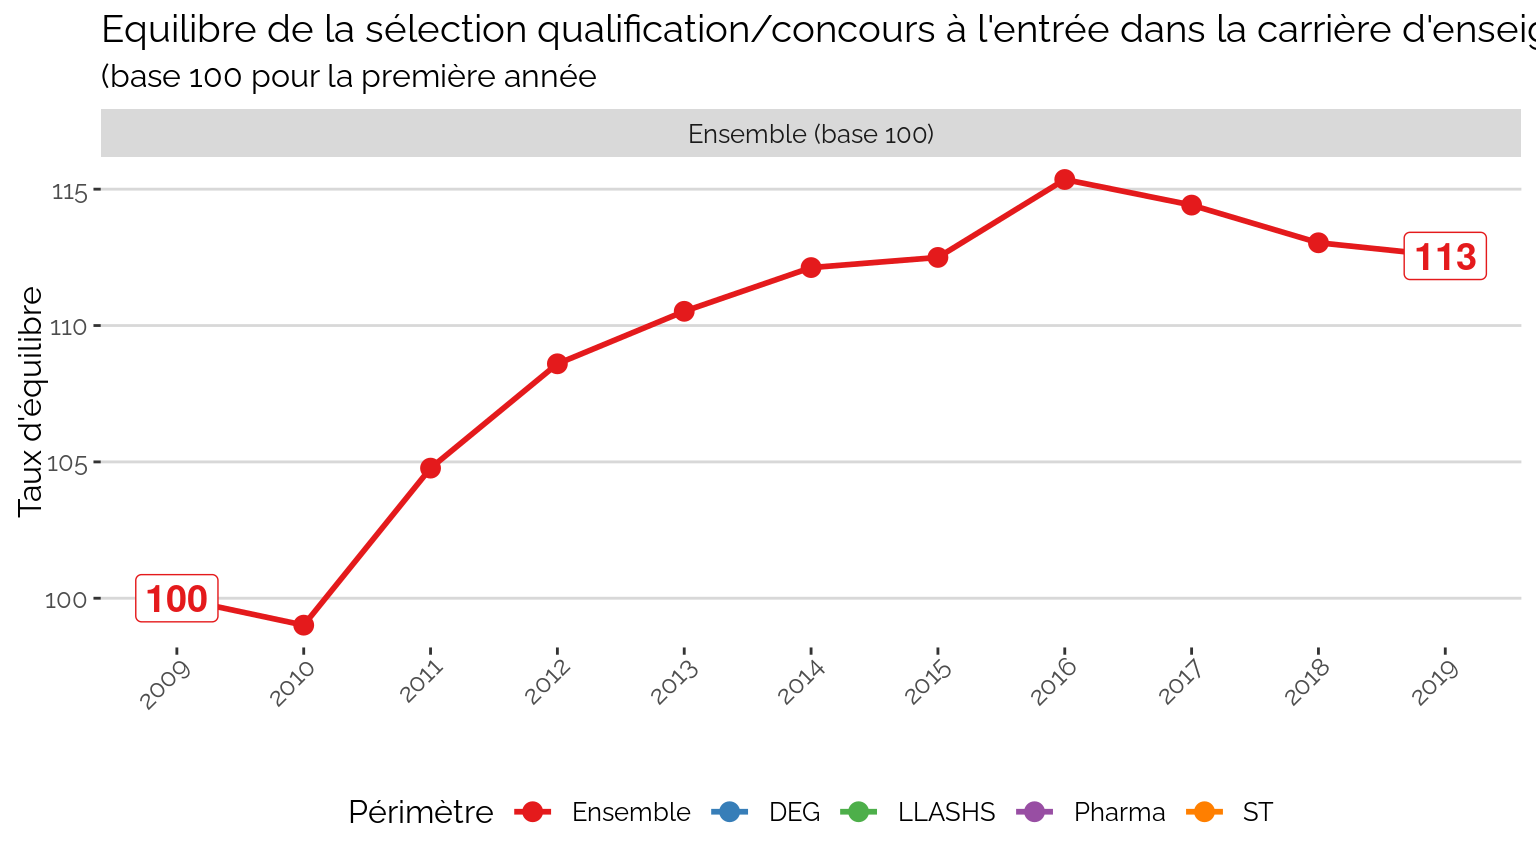 Equilibre de la sélection qualification/concours à l'entrée dans la carrière d'enseig
(base 100 pour la première année
Ensemble (base 100)
Taux d'équilibre
115
110
105
100
100
113
2009
2010
2011
2012
2013
2014
2015
2016
2017
2018
2019
Périmètre
Ensemble
DEG
LLASHS
Pharma
ST